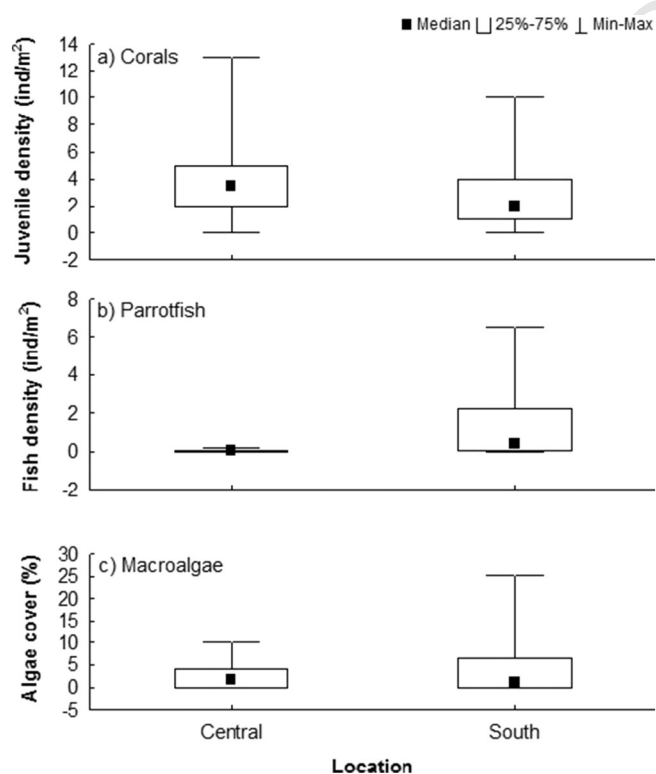 Median 25%-75% Min-Max
a) Corals
Juvenile density (ind/m²)
14
12
10
8
6
4
2
0
-2
b) Parrotfish
Fish density (ind/m²)
8
6
4
2
0
-2
c) Macroalgae
Algae cover (%)
30
25
20
15
10
5
0
-5
Central South
Location